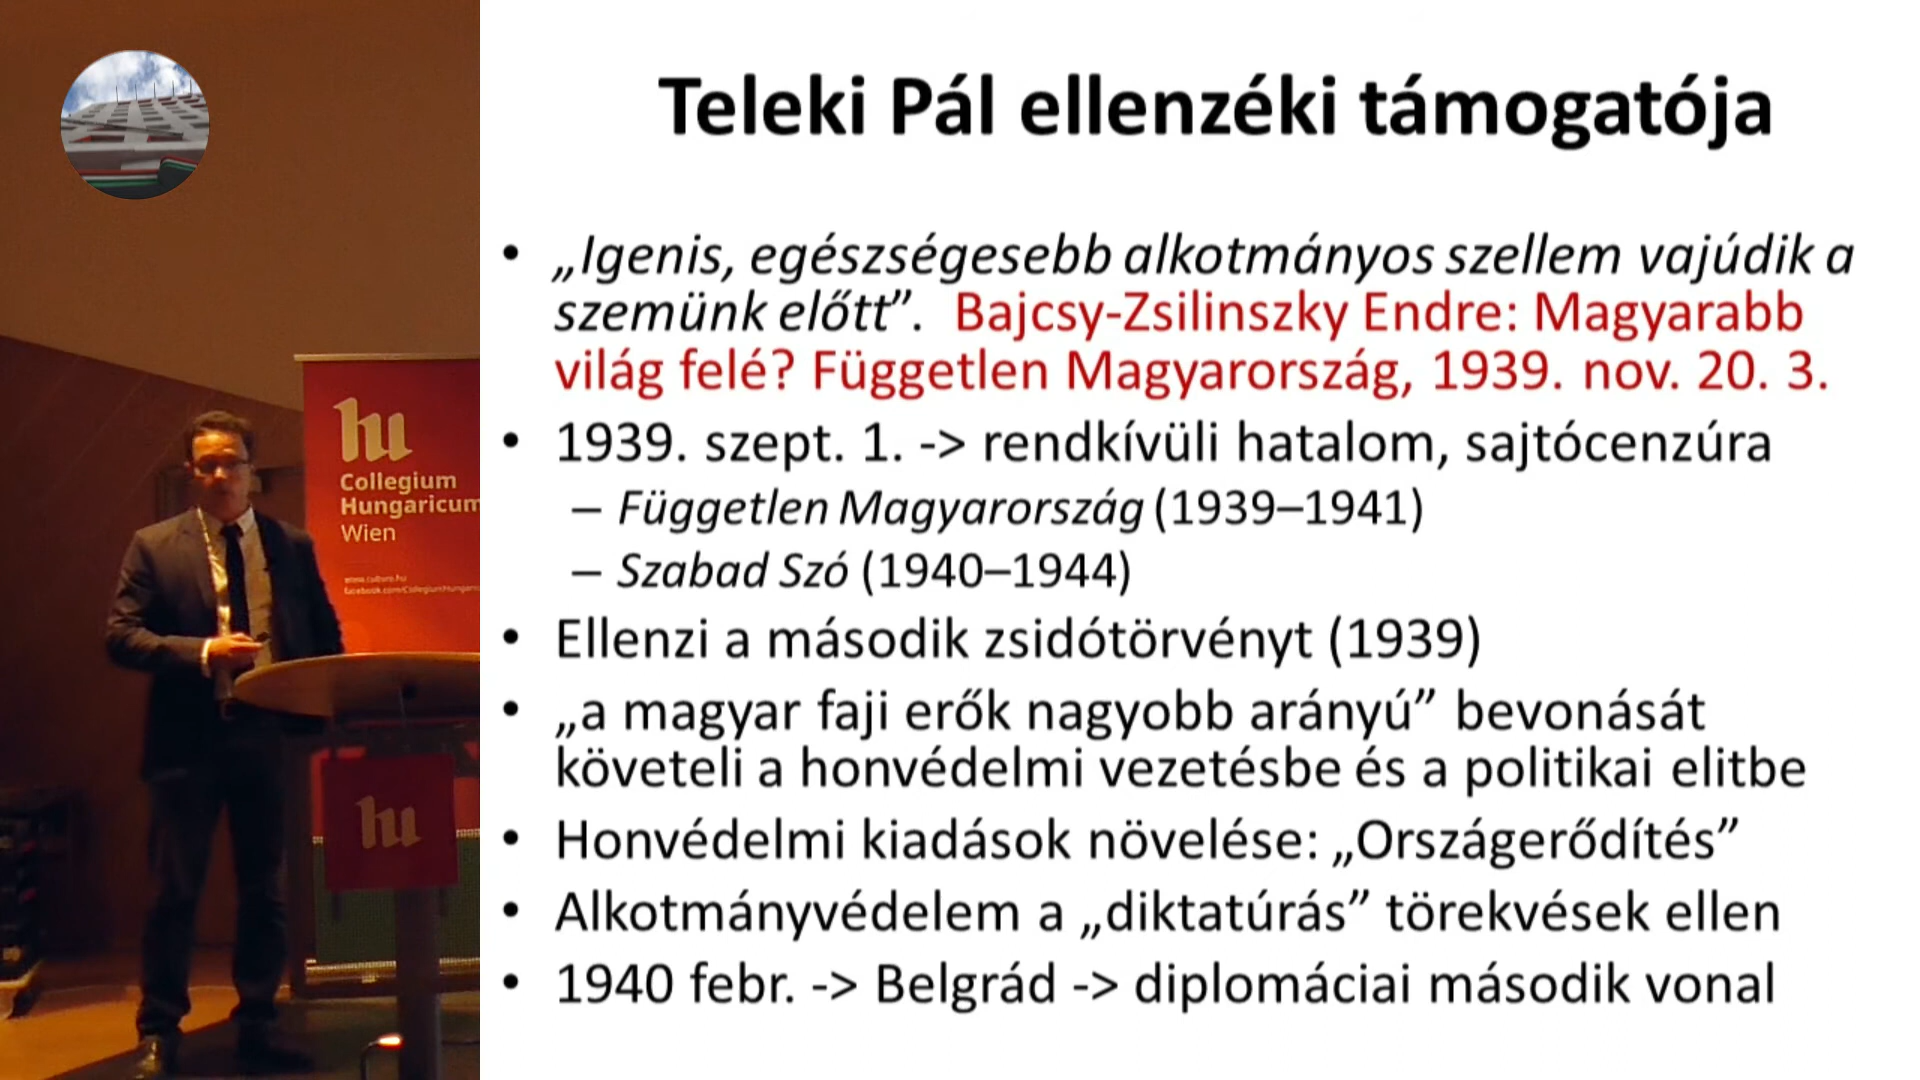 Teleki Pál ellenzéki támogatója
• „Igenis, egészségesebb alkotmányos szellem vajúdik a
szemünk előtt”. Bajcsy-Zsilinszky Endre: Magyarabb
világ felé? Független Magyarország, 1939. nov. 20. 3.
• 1939. szept. 1. -> rendkívüli hatalom, sajtócenzúra
– Független Magyarország (1939–1941)
– Szabad Szó (1940–1944)
• Ellenzi a második zsidótörvényt (1939)
• „a magyar faji erők nagyobb arányú” bevonását
követeli a honvédelmi vezetésbe és a politikai elitbe
• Honvédelmi kiadások növelése: „Országerődítés”
• Alkotmányvédelem a „diktatúrás” törekvések ellen
• 1940 febr. -> Belgrád -> diplomáciai második vonal
hu
Collegium
Hungaricum
Wien
hu